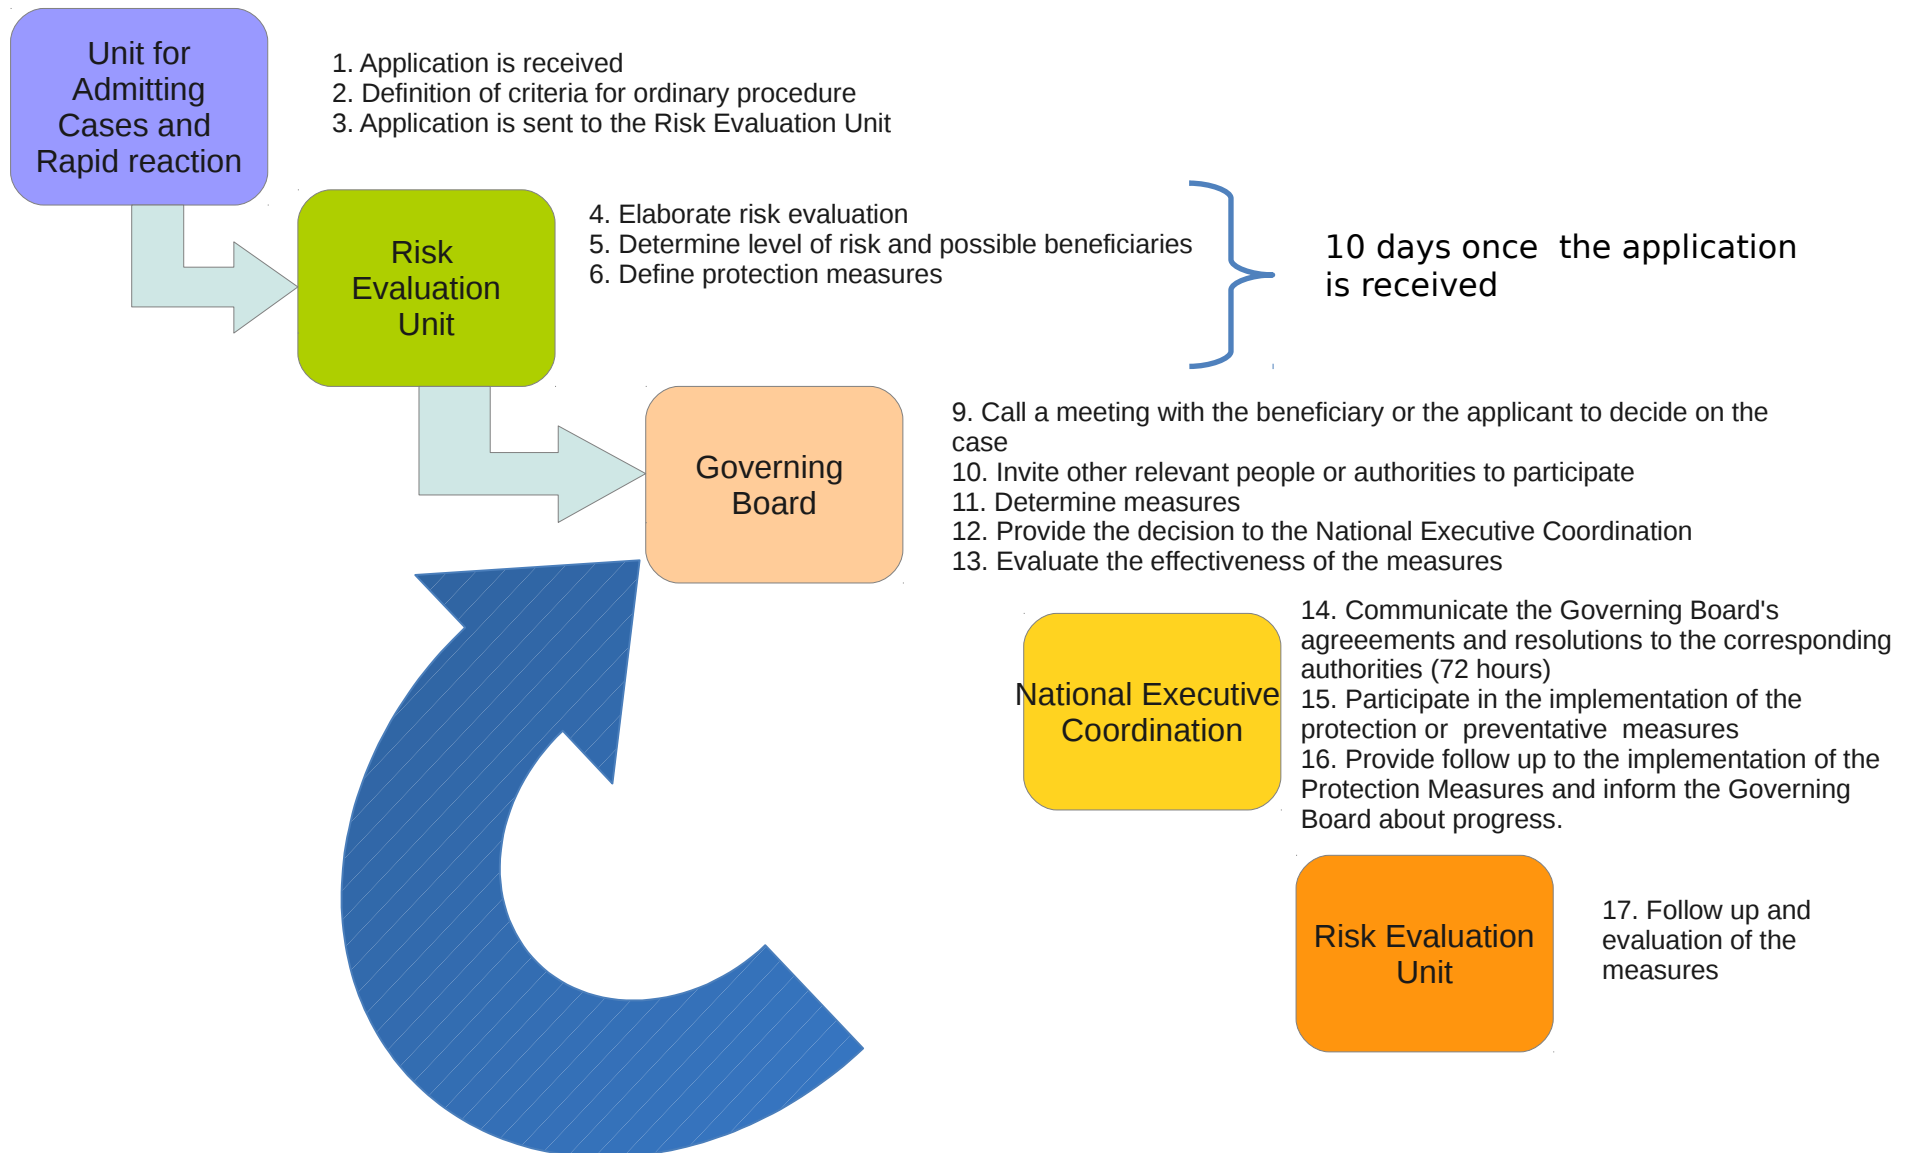 Unit for
Admitting
Cases and
Rapid reaction
1. Application is received
2. Definition of criteria for ordinary procedure
3. Application is sent to the Risk Evaluation Unit
Risk
Evaluation
Unit
4. Elaborate risk evaluation
5. Determine level of risk and possible beneficiaries
6. Define protection measures
10 days once  the application
is received
Governing
Board
9. Call a meeting with the beneficiary or the applicant to decide on the
case
10. Invite other relevant people or authorities to participate
11. Determine measures
12. Provide the decision to the National Executive Coordination
13. Evaluate the effectiveness of the measures
National Executive
Coordination
14. Communicate the Governing Board's
agreeements and resolutions to the corresponding
authorities (72 hours)
15. Participate in the implementation of the
protection or  preventative  measures
16. Provide follow up to the implementation of the
Protection Measures and inform the Governing
Board about progress.
Risk Evaluation
Unit
17. Follow up and
evaluation of the
measures